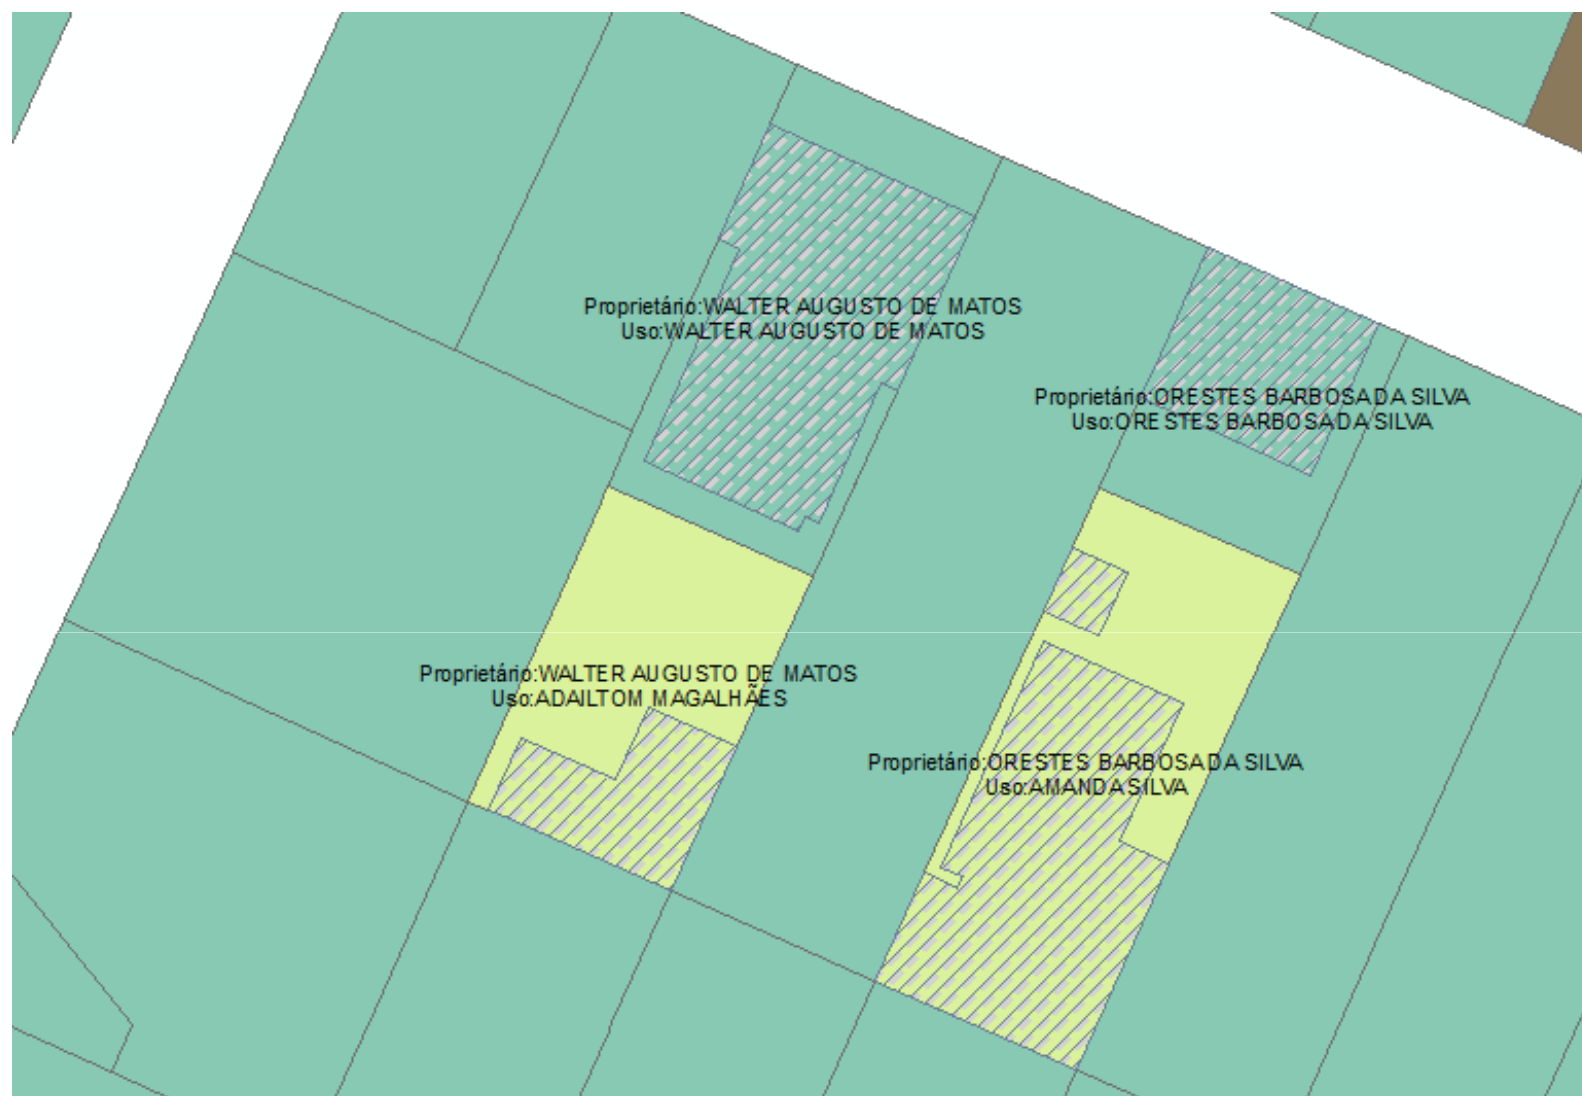 Proprietário:WALTER AUGUSTO DE MATOS
Uso:WALTER AUGUSTO DE MATOS
Proprietário:ORESTES BARBOSA DA SILVA
Uso:ORESTES BARBOSA DA SILVA
Proprietário:WALTER AUGUSTO DE MATOS
Uso:ADAILTOM MAGALHÃES
Proprietário:ORESTES BARBOSA DA SILVA
Uso:AMANDA SILVA